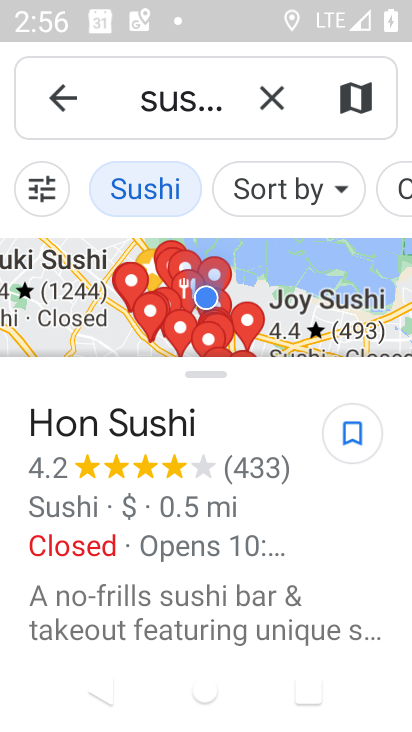 2:56 31 G LTE
sus...
Sushi Sort by C
uki Sushi
4 ★ (1244)
hi · Closed
Joy Sushi
4.4 ★ (493)
Sushi · Closed
Hon Sushi
4.2 ★★★★★ (433)
Sushi · $ · 0.5 mi
Closed · Opens 10:...
A no-frills sushi bar &
takeout featuring unique s...